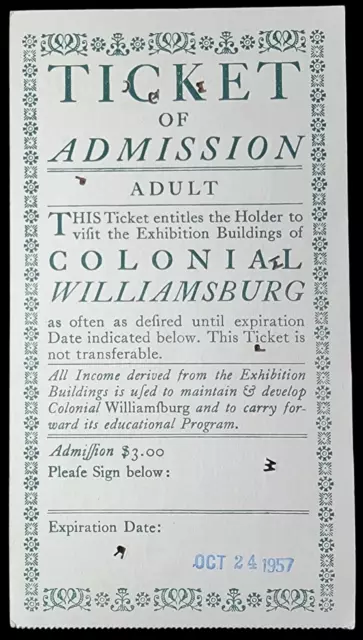 TICKET
OF
ADMISSION
ADULT
THIS Ticket entitles the Holder to
viſit the Exhibition Buildings of
COLONIAL
WILLIAMSBURG
as often as deſired until expiration
Date indicated below. This Ticket is
not transferable.
All Income derived from the Exhibition
Buildings is uſed to maintain & develop
Colonial Williamſburg and to carry for-
ward its educational Program.
Admiſſion $3.00
Pleaſe Sign below:
Expiration Date:
OCT 24 1957